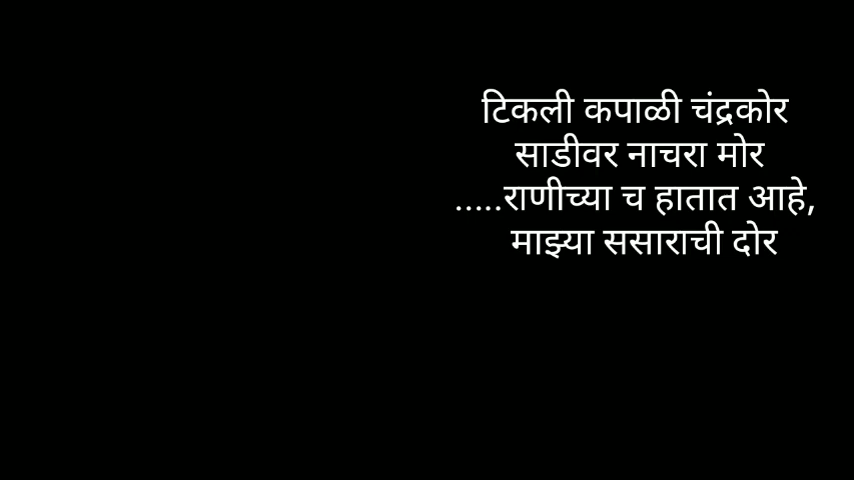 टिकली कपाळी चंद्रकोर
साडीवर नाचरा मोर
.....राणीच्या च हातात आहे,
माझ्या ससाराची दोर